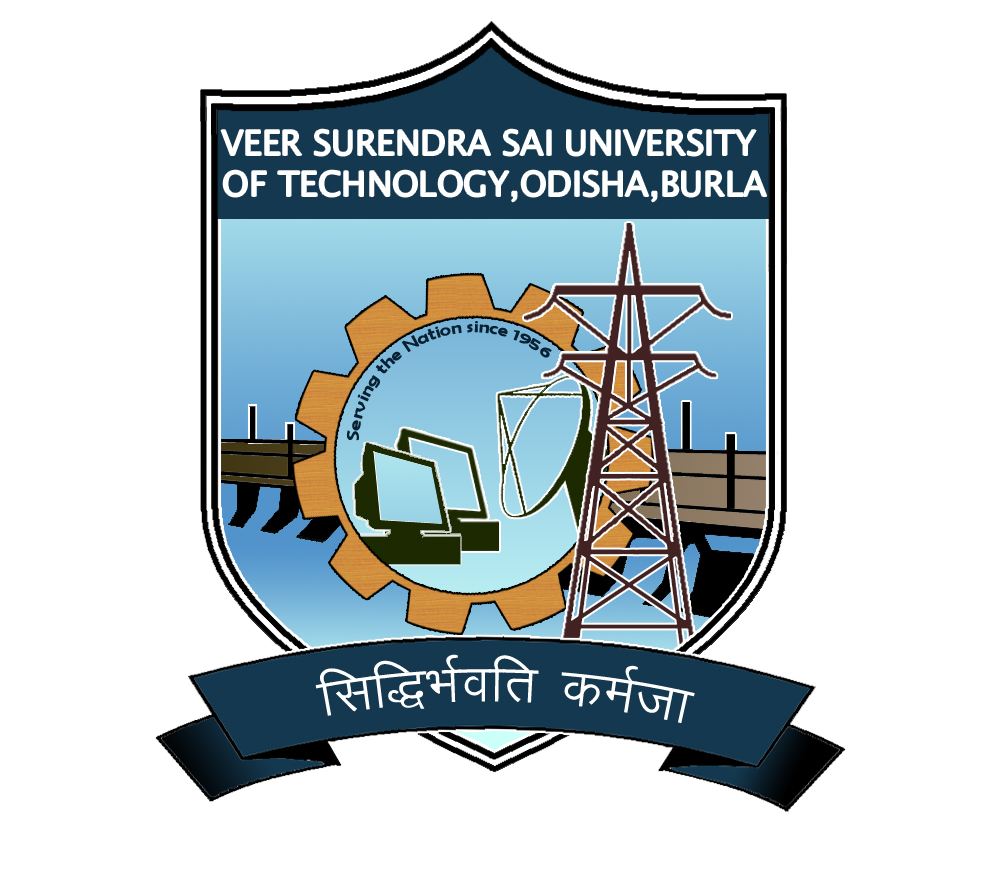 VEER SURENDRA SAI UNIVERSITY
OF TECHNOLOGY,ODISHA,BURLA
Serving the Nation since 1956
सिद्धिर्भवति कर्मजा